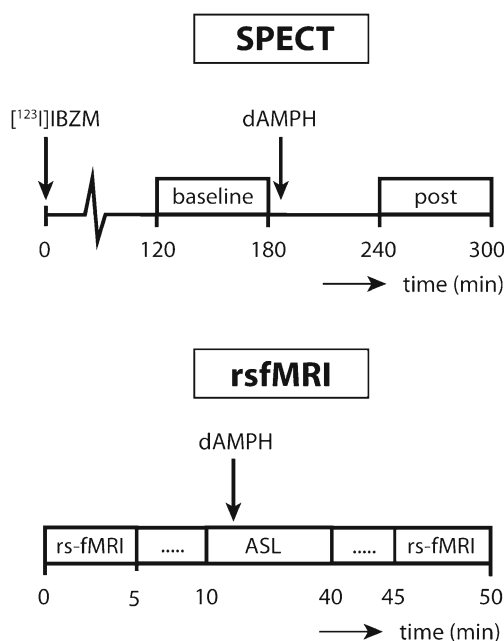 SPECT
[¹²³I]IBZM dAMPH
baseline post
0 120 180 240 300
time (min)
rsfMRI
dAMPH
rs-fMRI ..... ASL ..... rs-fMRI
0 5 10 40 45 50
time (min)